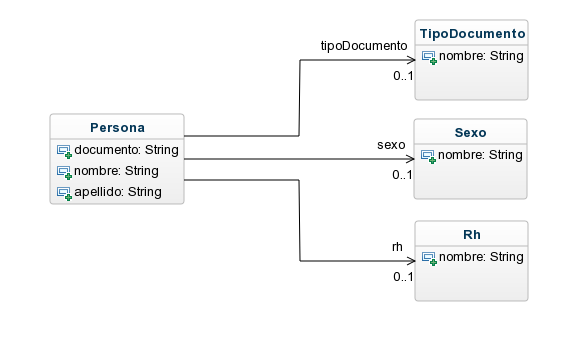 TipoDocumento
nombre: String
tipoDocumento
0..1
Persona
documento: String
nombre: String
apellido: String
Sexo
nombre: String
sexo
0..1
Rh
nombre: String
rh
0..1